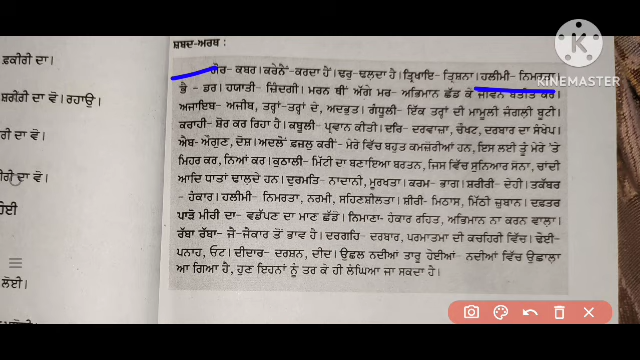 ਸ਼ਬਦ-ਅਰਥ :
ਫ਼ਕੀਰੀ ਦਾ।
ਗੌਰ- ਕਬਰ। ਕਰੇਨੋਂ- ਕਰਦਾ ਹੈਂ। ਢਰੁ- ਢਲਦਾ ਹੈ। ਤ੍ਰਿਖਾਇ- ਤ੍ਰਿਸ਼ਨਾ। ਹਲੀਮੀ- ਨਿਮਰਤਾ।
KINEMASTER
ਭੈ - ਡਰ। ਹਯਾਤੀ- ਜ਼ਿੰਦਗੀ। ਮਰਨ ਥੀਂ ਅੱਗੇ ਮਰ- ਅਭਿਮਾਨ ਛੱਡ ਕੇ ਜੀਵਨ ਬਤੀਤ ਕਰ।
ਰਹਾਉ।
ਅਜਾਇਬ- ਅਜੀਬ, ਤਰ੍ਹਾਂ-ਤਰ੍ਹਾਂ ਦੇ, ਅਦਭੁਤ। ਗੰਧੂਲੀ- ਇੱਕ ਤਰ੍ਹਾਂ ਦੀ ਮਾਮੂਲੀ ਜੰਗਲੀ ਬੂਟੀ।
ਦਾ ਵੋ।
ਕਰਾਹੀ- ਸ਼ੋਰ ਕਰ ਰਿਹਾ ਹੈ। ਕਬੂਲੀ- ਪ੍ਰਵਾਨ ਕੀਤੀ। ਦਰਿ- ਦਰਵਾਜ਼ਾ, ਚੌਖਟ, ਦਰਬਾਰ ਦਾ ਸੰਖੇਪ।
ਐਬ- ਔਗੁਣ, ਦੋਸ਼ ਅਦਲੋਂ ਫਜ਼ਲੁ ਕਰੀਂ- ਮੇਰੇ ਵਿੱਚ ਬਹੁਤ ਕਮਜ਼ੋਰੀਆਂ ਹਨ, ਇਸ ਲਈ ਤੂੰ ਮੇਰੇ 'ਤੇ
ਮਿਹਰ ਕਰ, ਨਿਆਂ ਕਰ। ਕੁਠਾਲੀ- ਮਿੱਟੀ ਦਾ ਬਣਾਇਆ ਬਰਤਨ, ਜਿਸ ਵਿੱਚ ਸੁਨਿਆਰ ਸੋਨਾ, ਚਾਂਦੀ
ਦਾ ਵੋ।
ਆਦਿ ਧਾਤਾਂ ਢਾਲਦੇ ਹਨ। ਦੁਰਮਤਿ- ਨਾਦਾਨੀ, ਮੂਰਖਤਾ। ਕਰਮ- ਭਾਗ। ਸ਼ਰੀਰੀ- ਦੇਹੀ। ਤਕੱਬਰ
- ਹੰਕਾਰ। ਹਲੀਮੀ- ਨਿਮਰਤਾ, ਨਰਮੀ, ਸਹਿਣਸ਼ੀਲਤਾ। ਸ਼ੀਰੀ- ਮਿਠਾਸ, ਮਿੱਠੀ ਜ਼ੁਬਾਨ। ਦਫ਼ਤਰ
ਹੋਈ
ਪਾੜੋ ਮੀਰੀ ਦਾ- ਵਡੱਪਣ ਦਾ ਮਾਣ ਛੱਡੋ। ਨਿਮਾਣਾ- ਹੰਕਾਰ ਰਹਿਤ, ਅਭਿਮਾਨ ਨਾ ਕਰਨ ਵਾਲਾ।
ਰੱਬਾ ਰੱਬਾ- ਜੈ-ਜੈਕਾਰ ਤੋਂ ਭਾਵ ਹੈ। ਦਰਗਹਿ- ਦਰਬਾਰ, ਪਰਮਾਤਮਾ ਦੀ ਕਚਹਿਰੀ ਵਿੱਚ। ਢੋਈ-
ਪਨਾਹ, ਓਟ। ਦੀਦਾਰ- ਦਰਸ਼ਨ, ਦੀਦ। ਉਛਲ ਨਦੀਆਂ ਤਾਰੂ ਹੋਈਆਂ- ਨਦੀਆਂ ਵਿੱਚ ਉਛਾਲਾ
ਆ ਗਿਆ ਹੈ, ਹੁਣ ਇਹਨਾਂ ਨੂੰ ਤਰ ਕੇ ਹੀ ਲੰਘਿਆ ਜਾ ਸਕਦਾ ਹੈ।
ਲੋਈ।
ਦਾ ਸਾਲੂ ਲੋਈ।